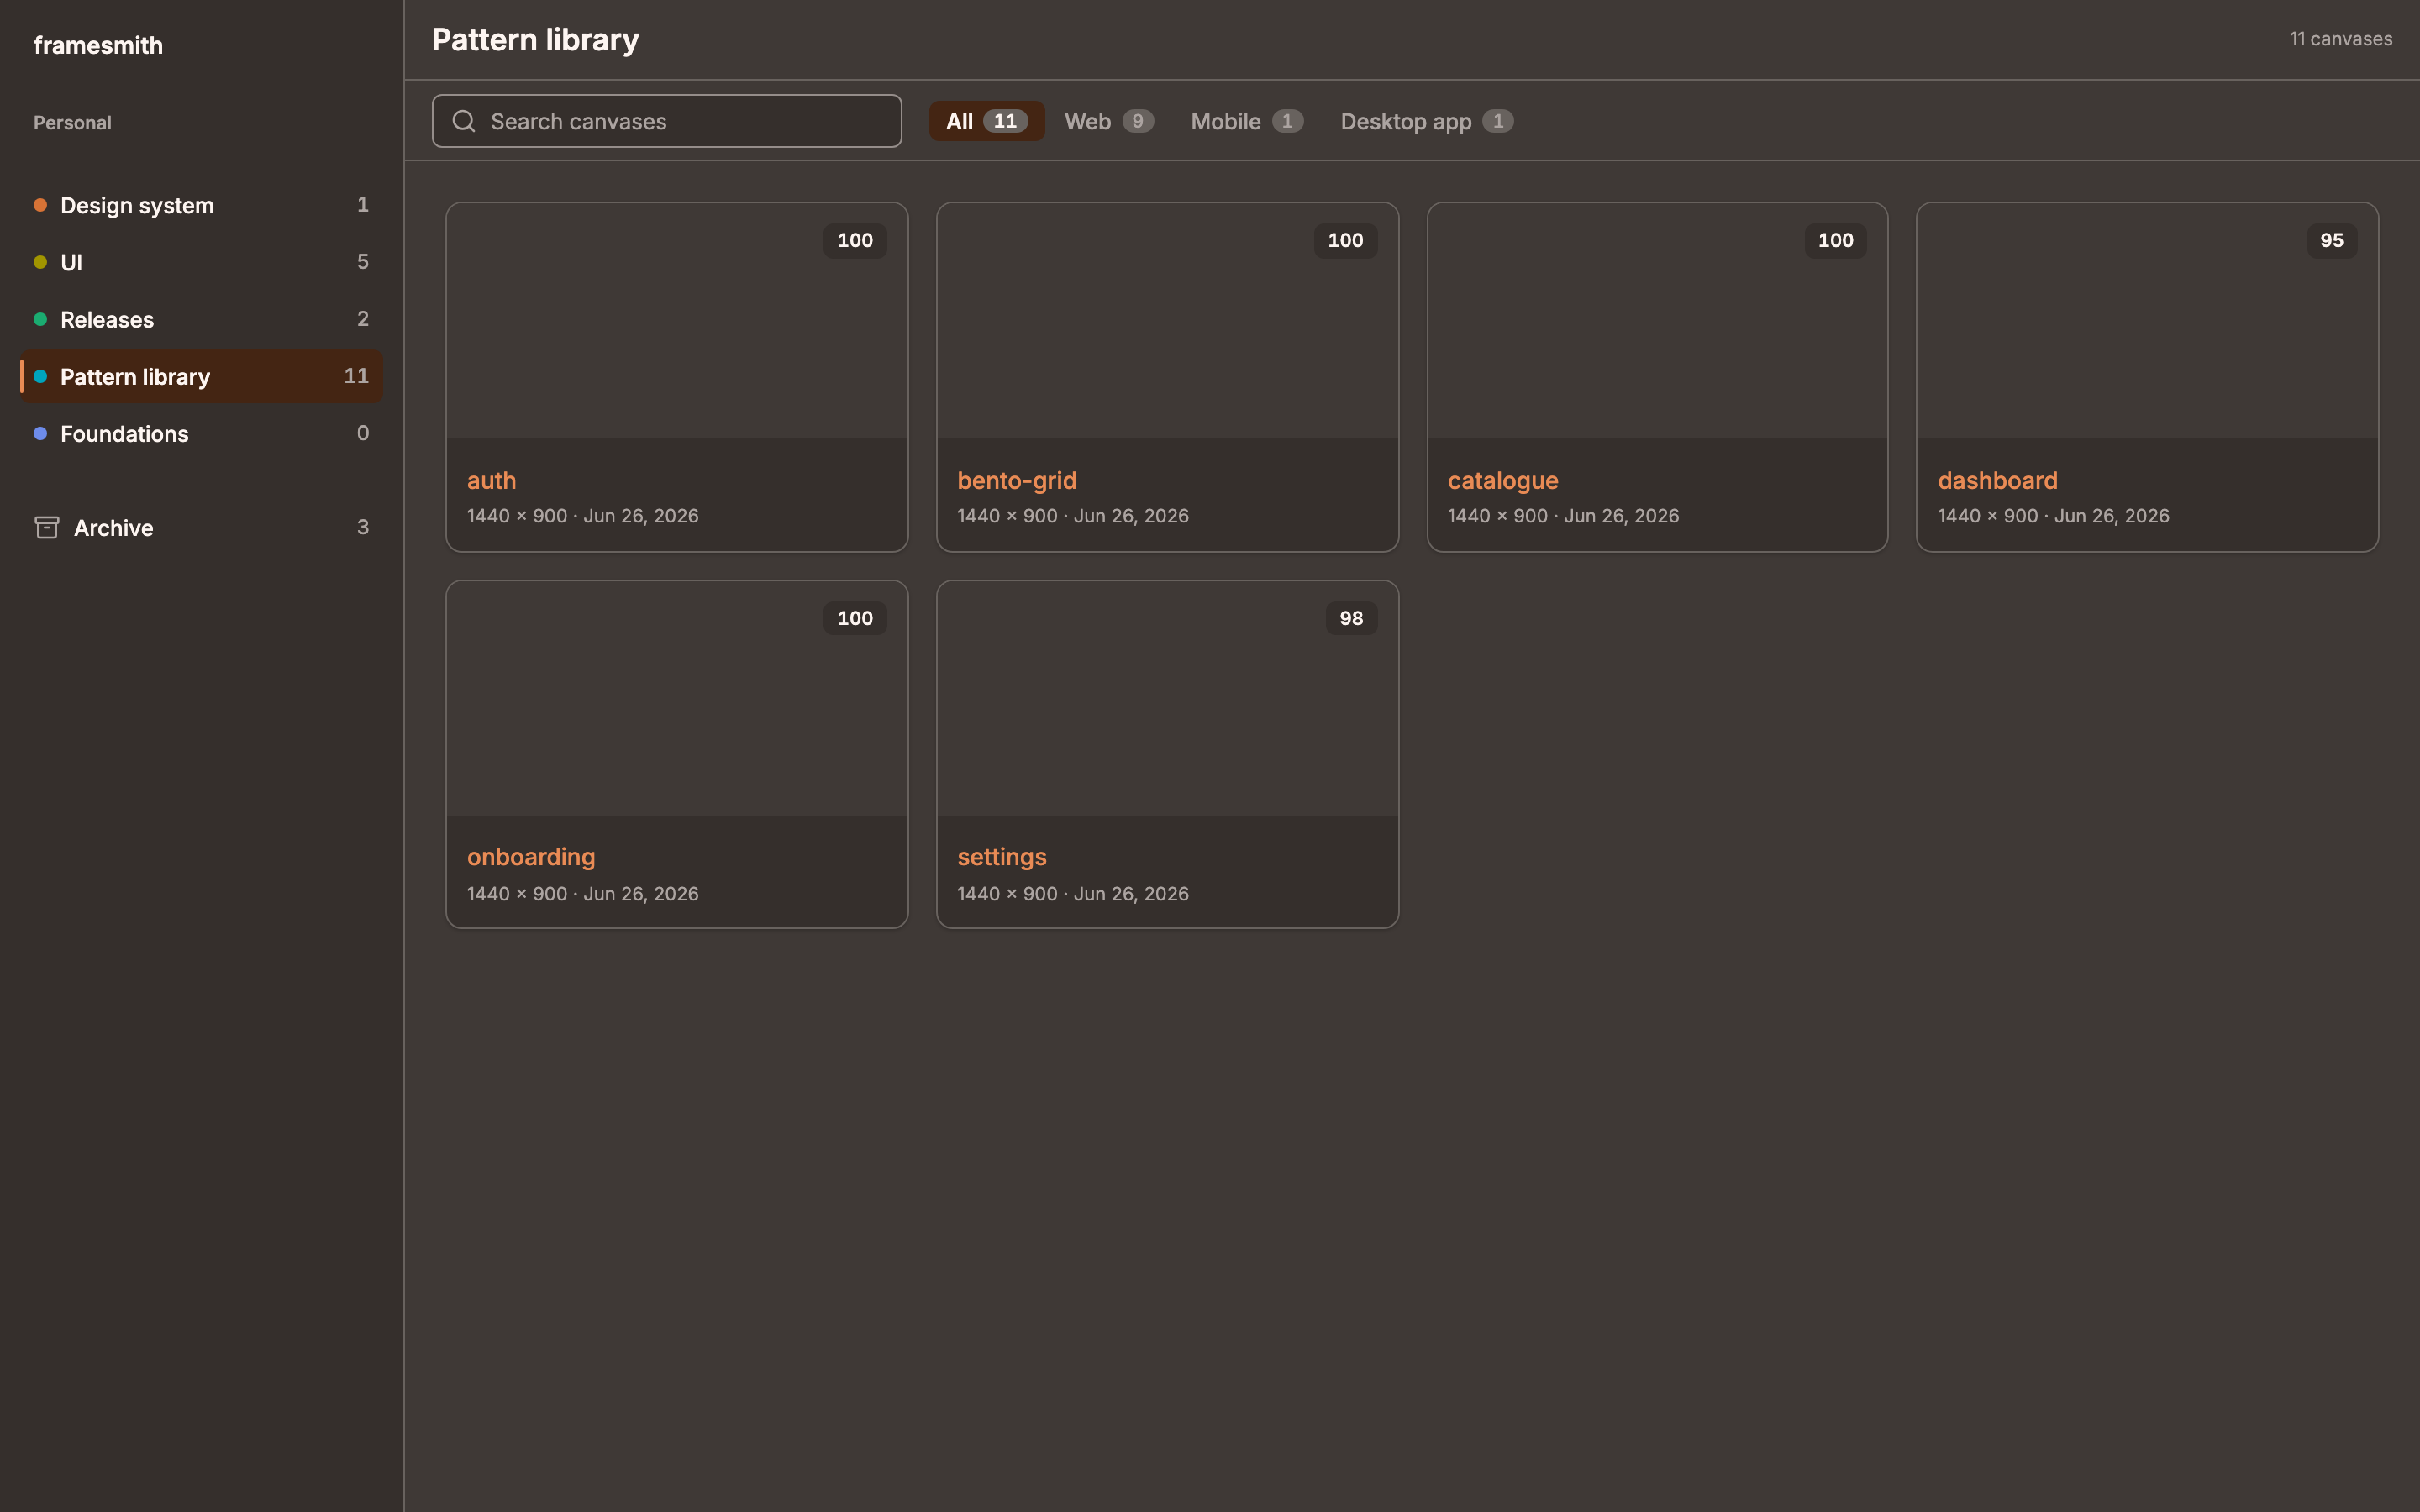 framesmith
Personal
Design system 1
UI 5
Releases 2
Pattern library 11
Foundations 0
Archive 3
Pattern library
11 canvases
Search canvases
All 11 Web 9 Mobile 1 Desktop app 1
100
auth
1440 × 900 · Jun 26, 2026
100
bento-grid
1440 × 900 · Jun 26, 2026
100
catalogue
1440 × 900 · Jun 26, 2026
95
dashboard
1440 × 900 · Jun 26, 2026
100
onboarding
1440 × 900 · Jun 26, 2026
98
settings
1440 × 900 · Jun 26, 2026